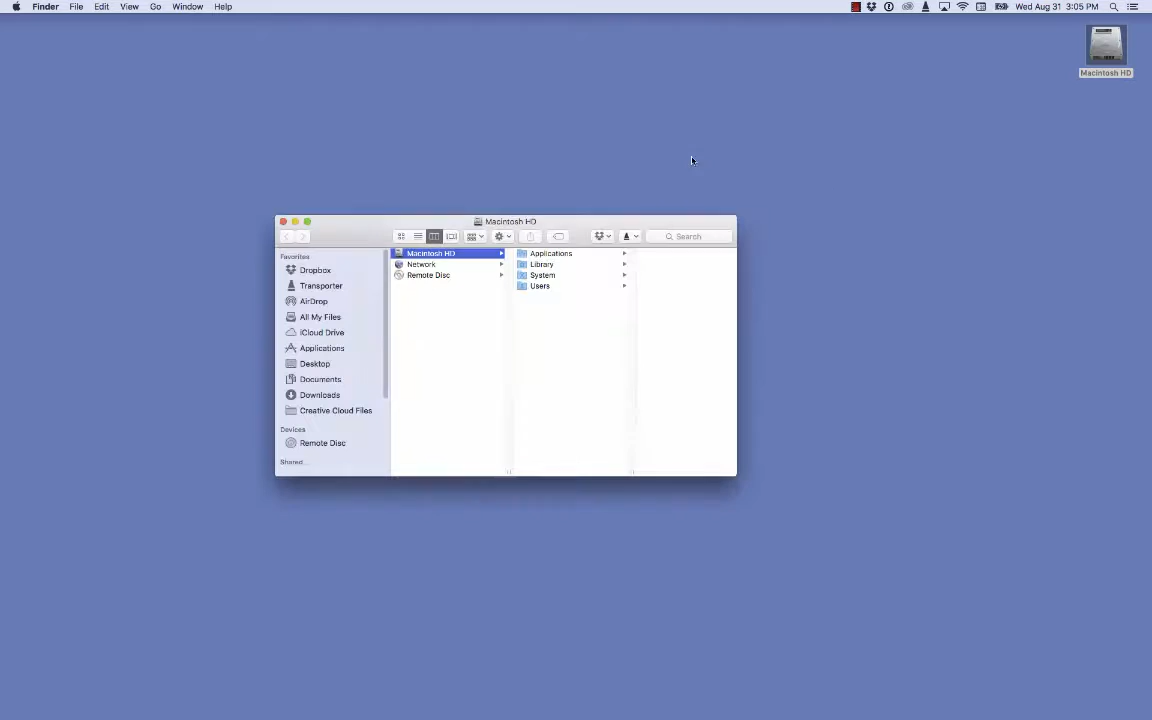 Finder File Edit View Go Window Help Wed Aug 31 3:05 PM
Macintosh HD
Macintosh HD
Search
Favorites
Dropbox
Transporter
AirDrop
All My Files
iCloud Drive
Applications
Desktop
Documents
Downloads
Creative Cloud Files
Devices
Remote Disc
Shared
Macintosh HD
Network
Remote Disc
Applications
Library
System
Users